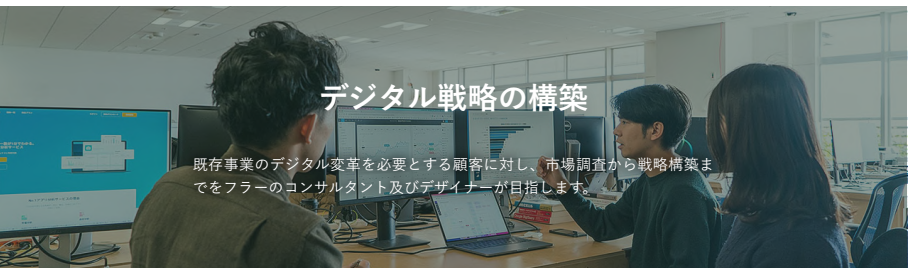 デジタル戦略の構築
既存事業のデジタル変革を必要とする顧客に対し、市場調査から戦略構築ま
でをフラーのコンサルタント及びデザイナーが目指します。